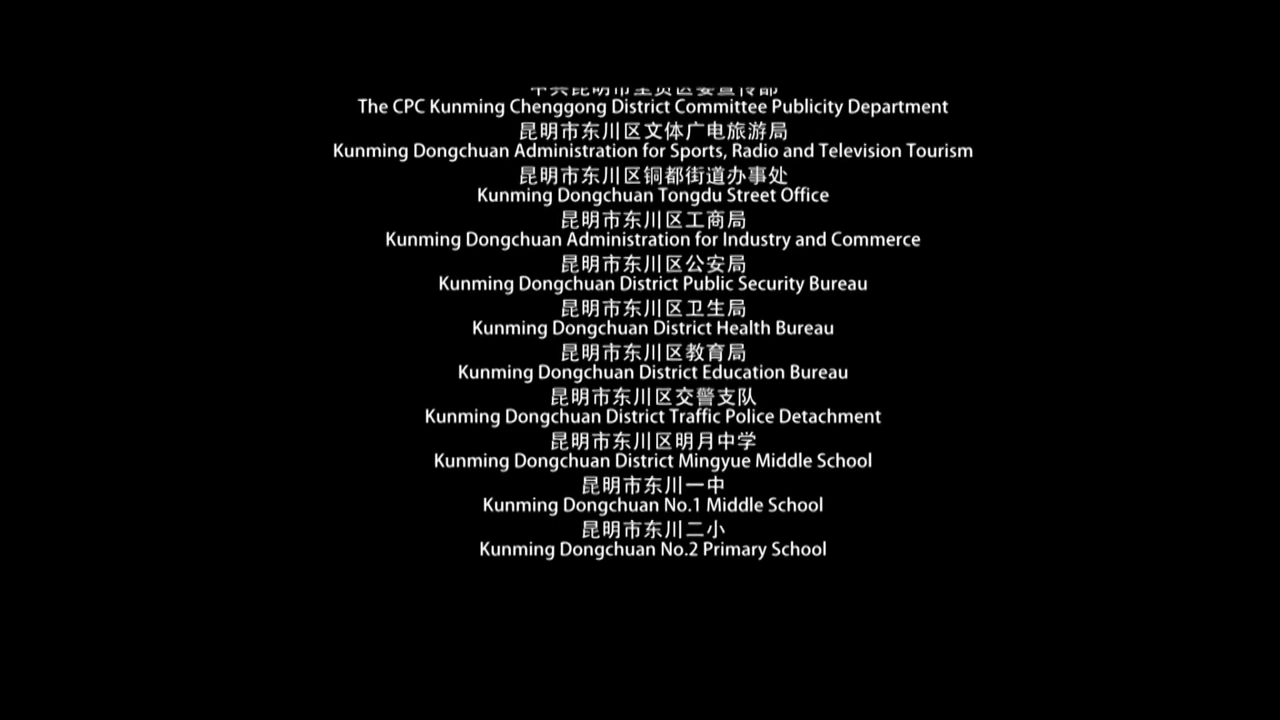 The CPC Kunming Chenggong District Committee Publicity Department
昆明市东川区文体广电旅游局
Kunming Dongchuan Administration for Sports, Radio and Television Tourism
昆明市东川区铜都街道办事处
Kunming Dongchuan Tongdu Street Office
昆明市东川区工商局
Kunming Dongchuan Administration for Industry and Commerce
昆明市东川区公安局
Kunming Dongchuan District Public Security Bureau
昆明市东川区卫生局
Kunming Dongchuan District Health Bureau
昆明市东川区教育局
Kunming Dongchuan District Education Bureau
昆明市东川区交警支队
Kunming Dongchuan District Traffic Police Detachment
昆明市东川区明月中学
Kunming Dongchuan District Mingyue Middle School
昆明市东川一中
Kunming Dongchuan No.1 Middle School
昆明市东川二小
Kunming Dongchuan No.2 Primary School